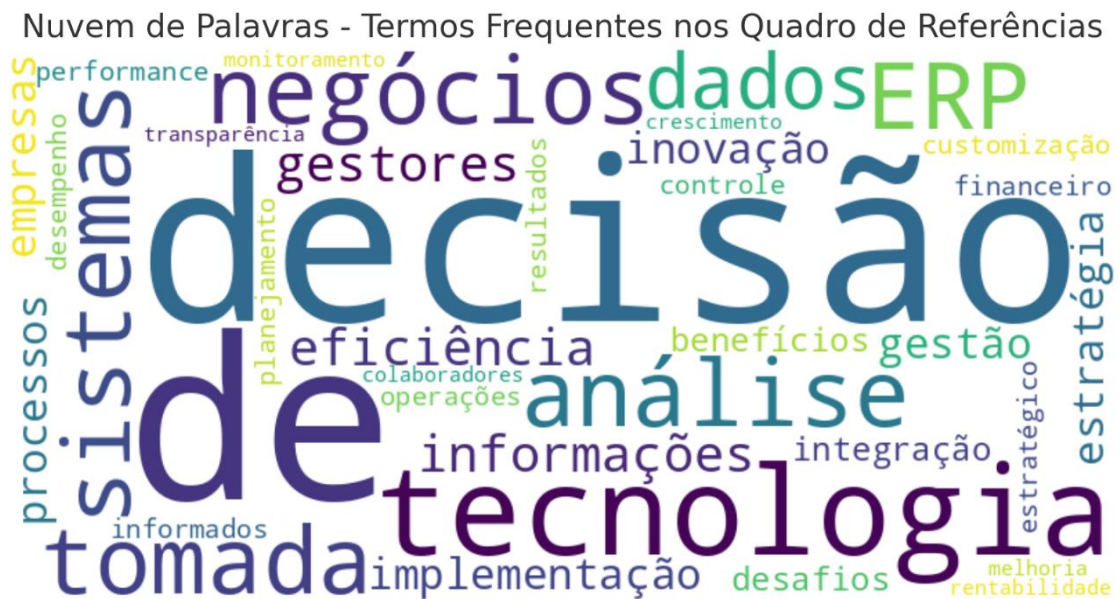 Nuvem de Palavras - Termos Frequentes nos Quadro de Referências
empresas
performance
monitoramento
negócios
dados
ERP
desempenho
sistemas
transparência
gestores
resultados
crescimento
inovação
customização
controle
financeiro
decisão
planejamento
estratégia
processos
de
eficiência
benefícios
gestão
colaboradores
operações
análise
estratégico
informações
integração
tecnologia
informados
tomada
implementação
desafios
melhoria
rentabilidade